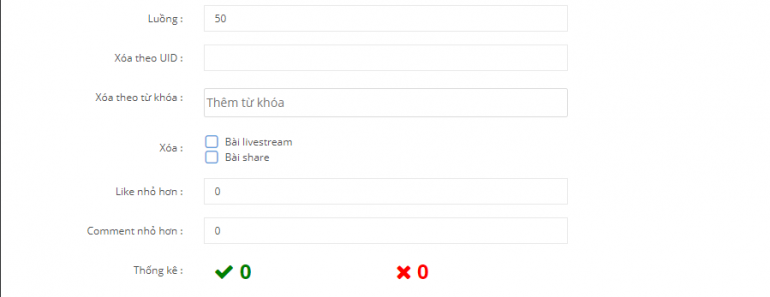 Luồng : 50
Xóa theo UID :
Xóa theo từ khóa : Thêm từ khóa
Xóa : Bài livestream
Bài share
Like nhỏ hơn : 0
Comment nhỏ hơn : 0
Thống kê : 0 0